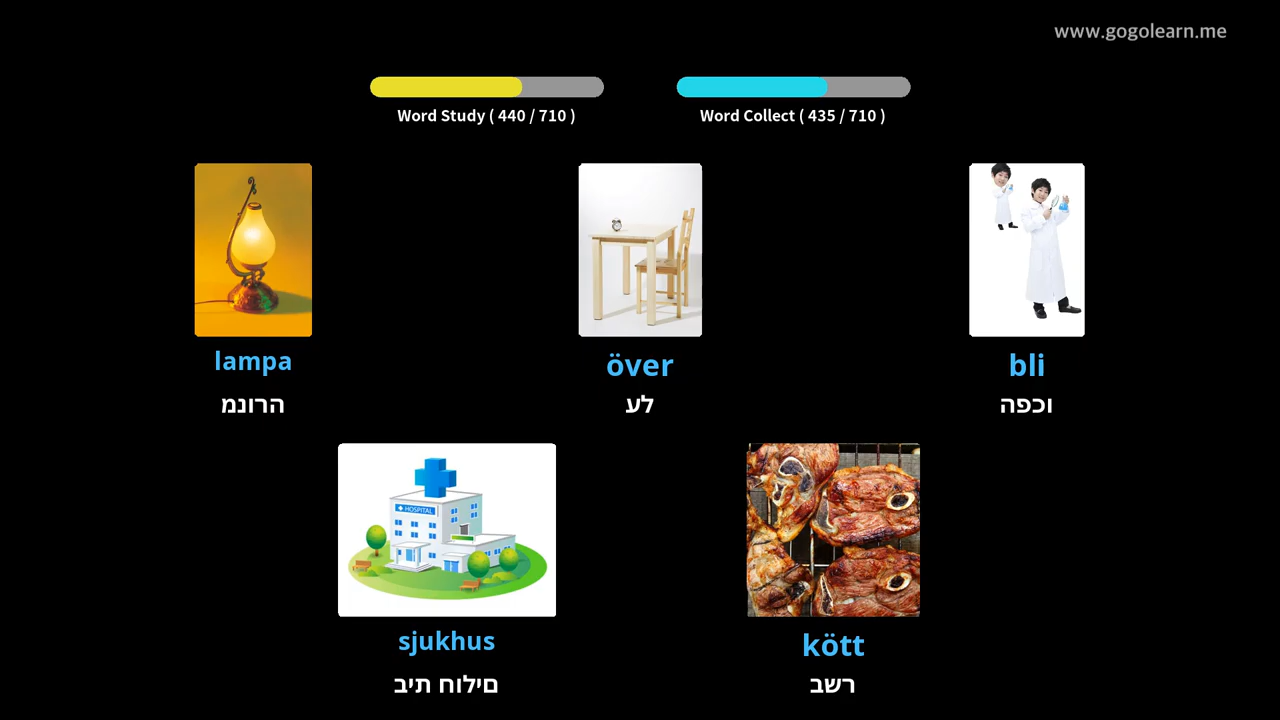 www.gogolearn.me
Word Study ( 440 / 710 )
Word Collect ( 435 / 710 )
lampa
הרונמ
över
לע
bli
וכפה
sjukhus
םילוח תיב
HOSPITAL
kött
רשב